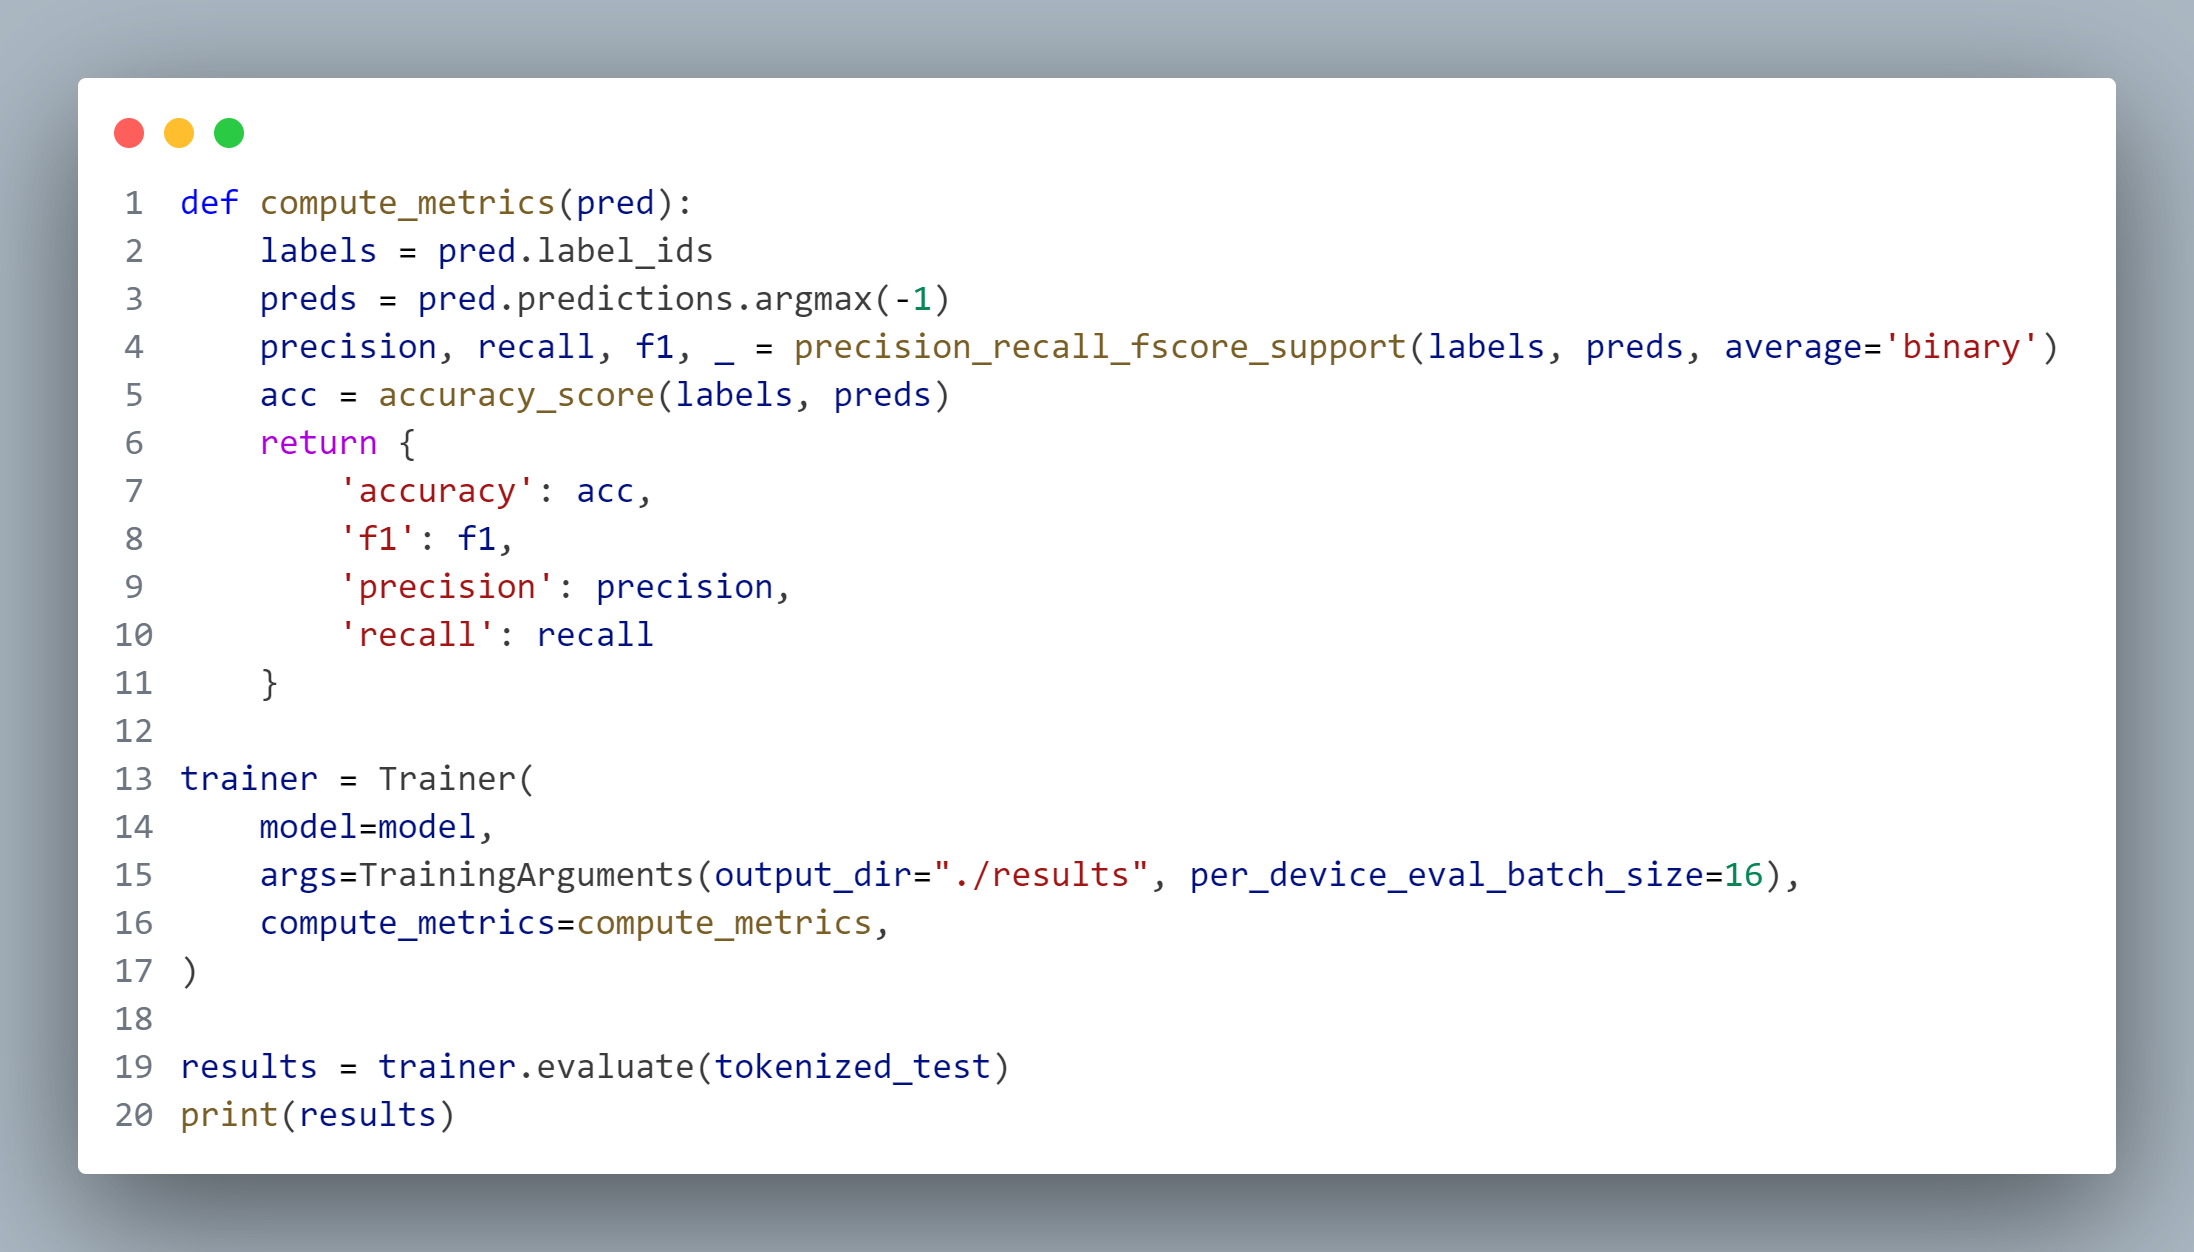 1 def compute_metrics(pred):
2     labels = pred.label_ids
3     preds = pred.predictions.argmax(-1)
4     precision, recall, f1, _ = precision_recall_fscore_support(labels, preds, average='binary')
5     acc = accuracy_score(labels, preds)
6     return {
7         'accuracy': acc,
8         'f1': f1,
9         'precision': precision,
10         'recall': recall
11     }
12
13 trainer = Trainer(
14     model=model,
15     args=TrainingArguments(output_dir="./results", per_device_eval_batch_size=16),
16     compute_metrics=compute_metrics,
17 )
18
19 results = trainer.evaluate(tokenized_test)
20 print(results)